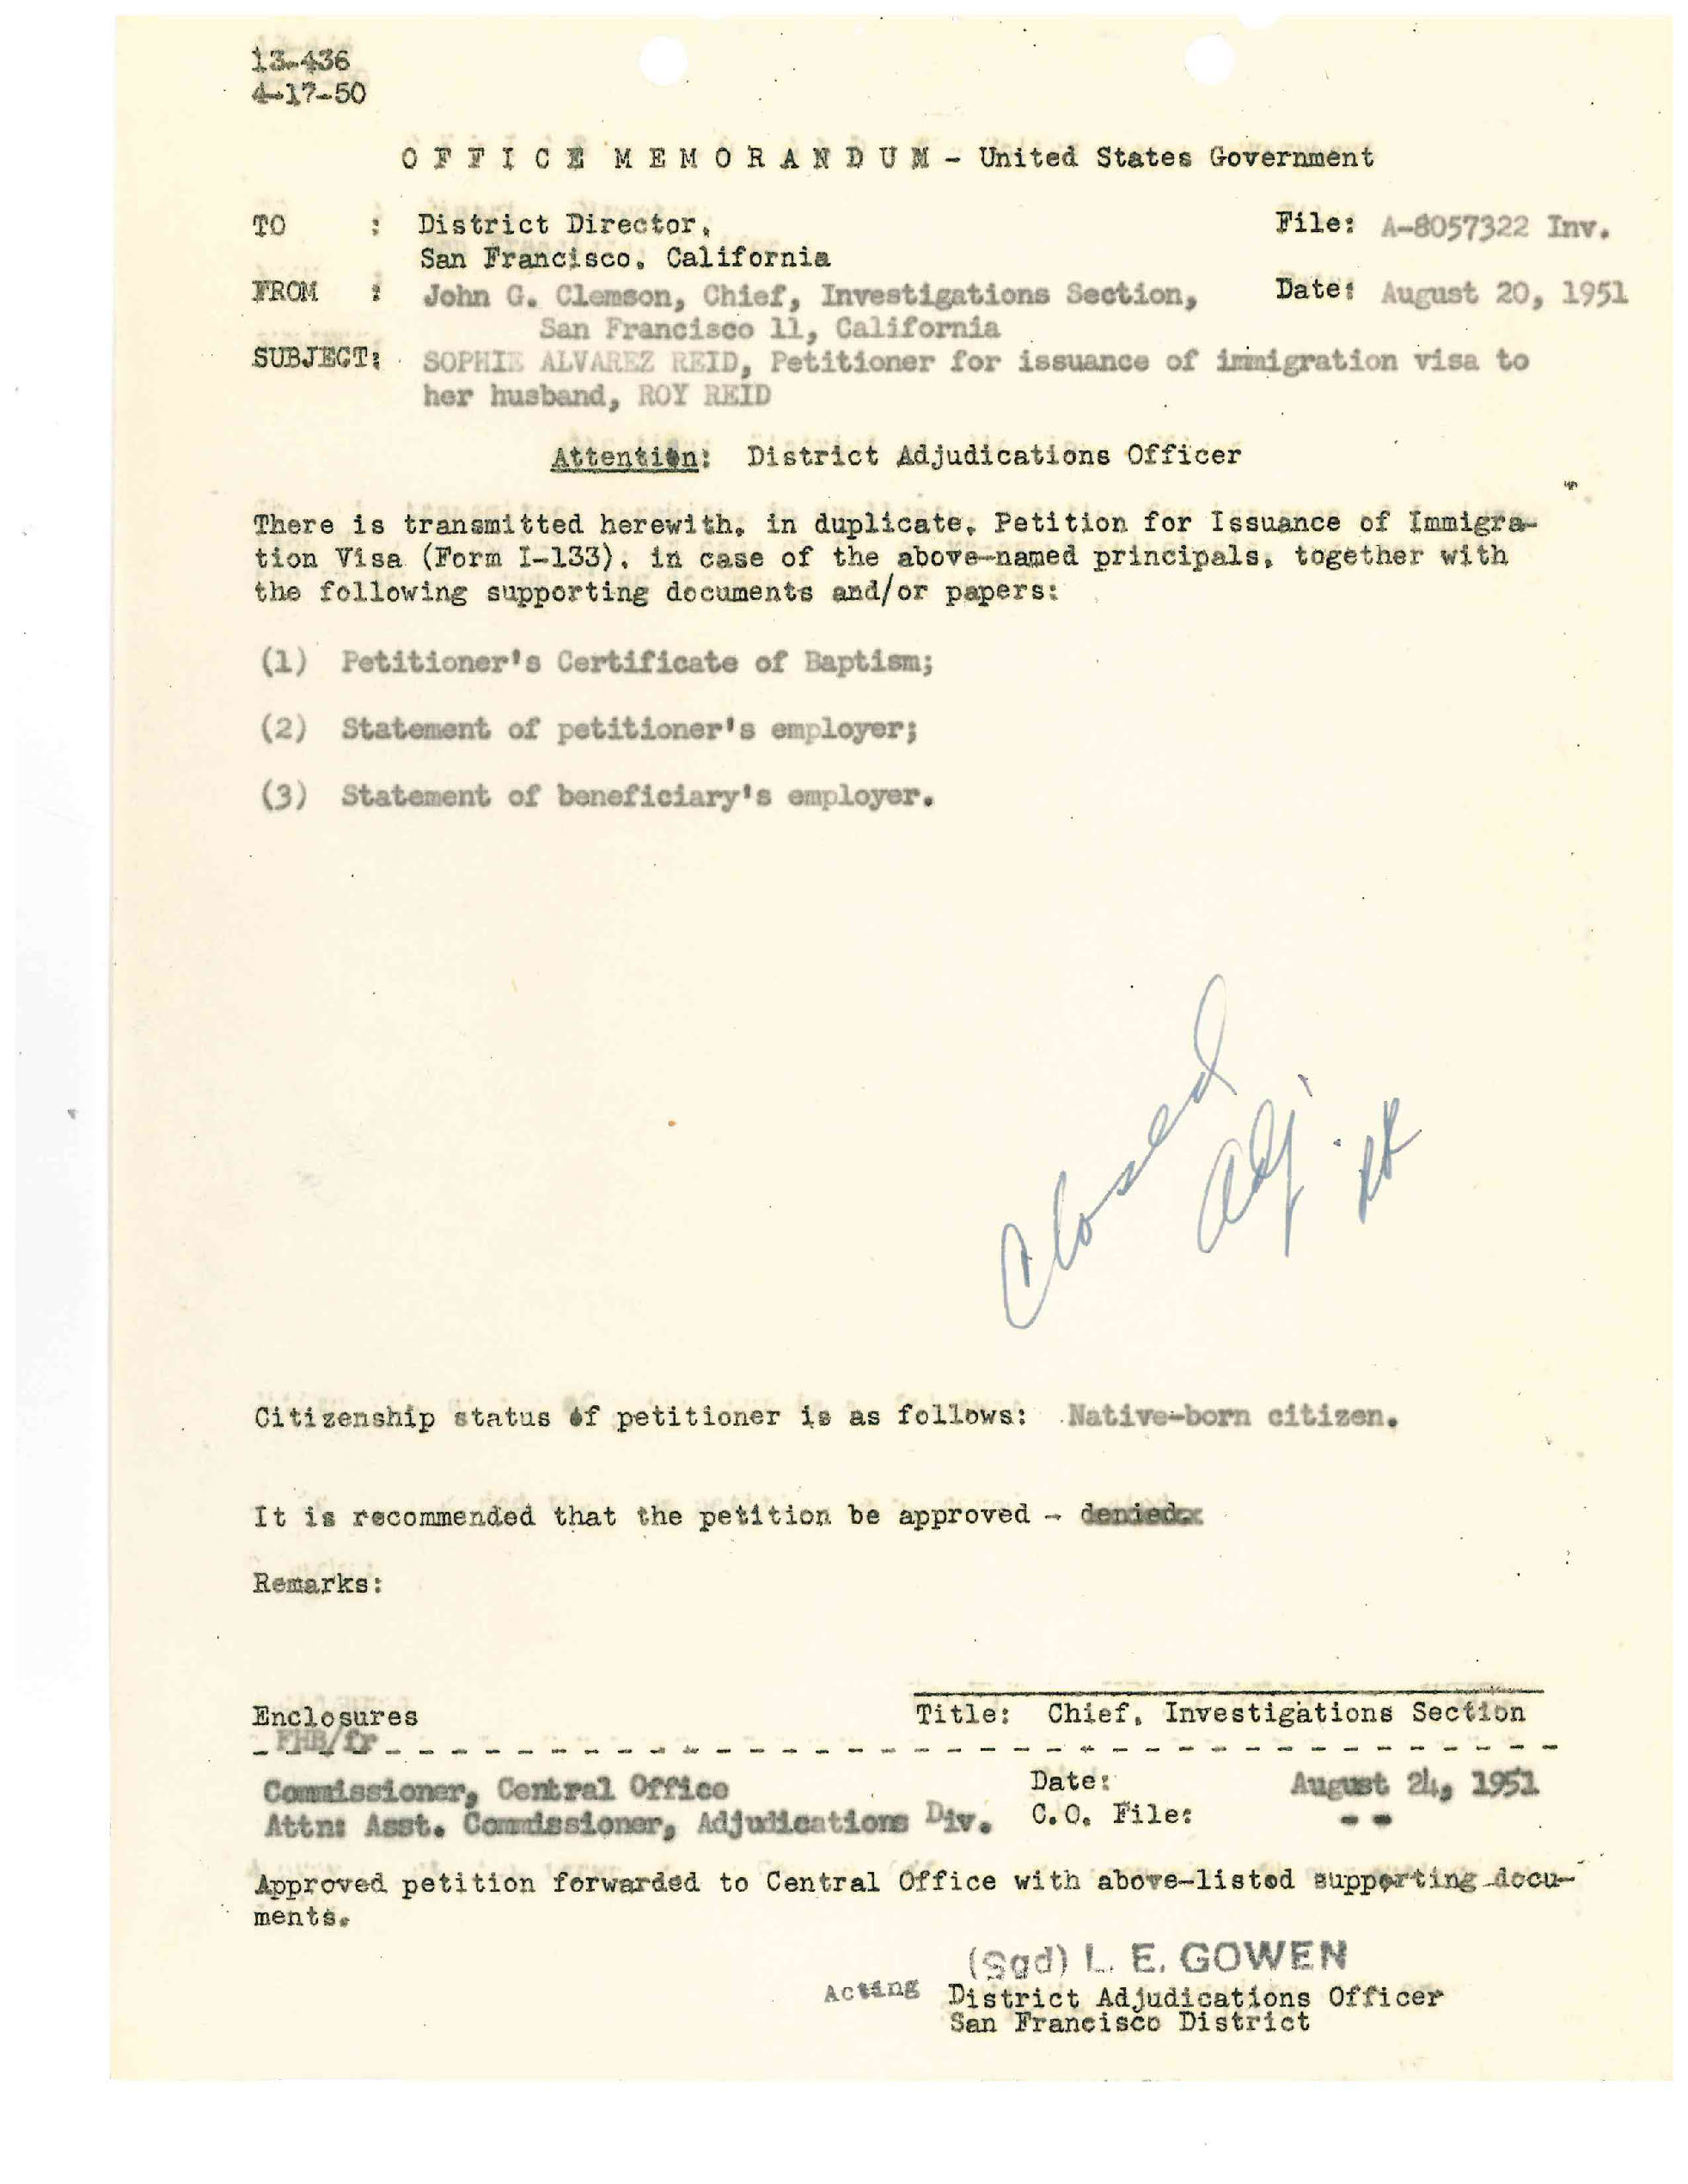 13-436
4-17-50
OFFICE MEMORANDUM - United States Government
TO : District Director, File: A-8057322 Inv.
San Francisco, California
FROM : John G. Clemson, Chief, Investigations Section, Date: August 20, 1951
San Francisco 11, California
SUBJECT: SOPHIE ALVAREZ REID, Petitioner for issuance of immigration visa to
her husband, ROY REID
Attention: District Adjudications Officer
There is transmitted herewith, in duplicate, Petition for Issuance of Immigra-
tion Visa (Form I-133), in case of the above-named principals, together with
the following supporting documents and/or papers:
(1) Petitioner's Certificate of Baptism;
(2) Statement of petitioner's employer;
(3) Statement of beneficiary's employer.
Closed
Adj.
Citizenship status of petitioner is as follows: Native-born citizen.
It is recommended that the petition be approved - denied.
Remarks:
Enclosures Title: Chief, Investigations Section
FHB/fr
Commissioner, Central Office Date: August 24, 1951
Attn: Asst. Commissioner, Adjudications Div. C.O. File: --
Approved petition forwarded to Central Office with above-listed supporting docu-
ments.
(Sgd) L. E. GOWEN
Acting District Adjudications Officer
San Francisco District